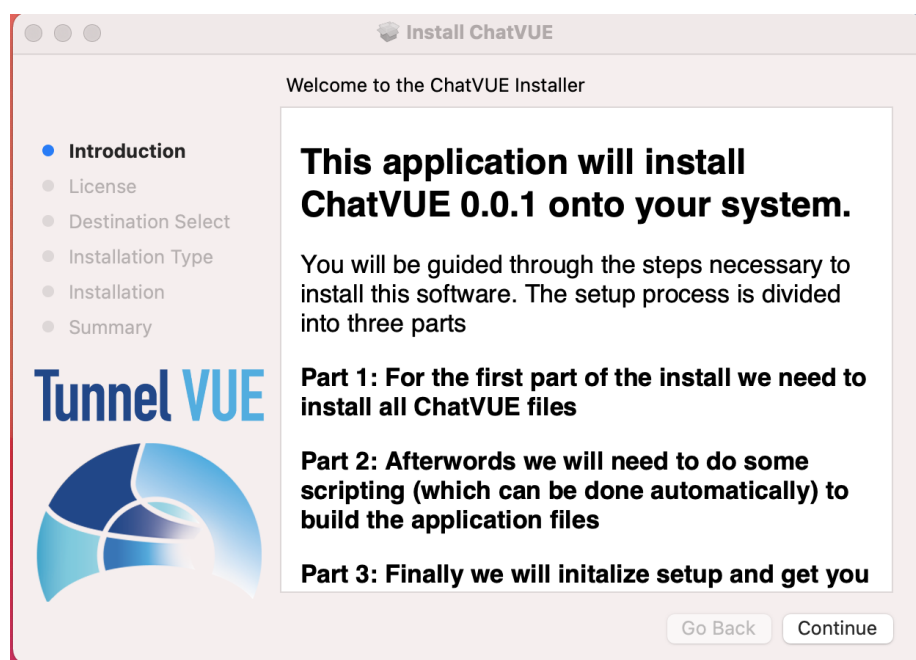 Install ChatVUE
Welcome to the ChatVUE Installer
Introduction
License
Destination Select
Installation Type
Installation
Summary
Tunnel VUE
This application will install
ChatVUE 0.0.1 onto your system.
You will be guided through the steps necessary to
install this software. The setup process is divided
into three parts
Part 1: For the first part of the install we need to
install all ChatVUE files
Part 2: Afterwords we will need to do some
scripting (which can be done automatically) to
build the application files
Part 3: Finally we will initalize setup and get you
Go Back
Continue